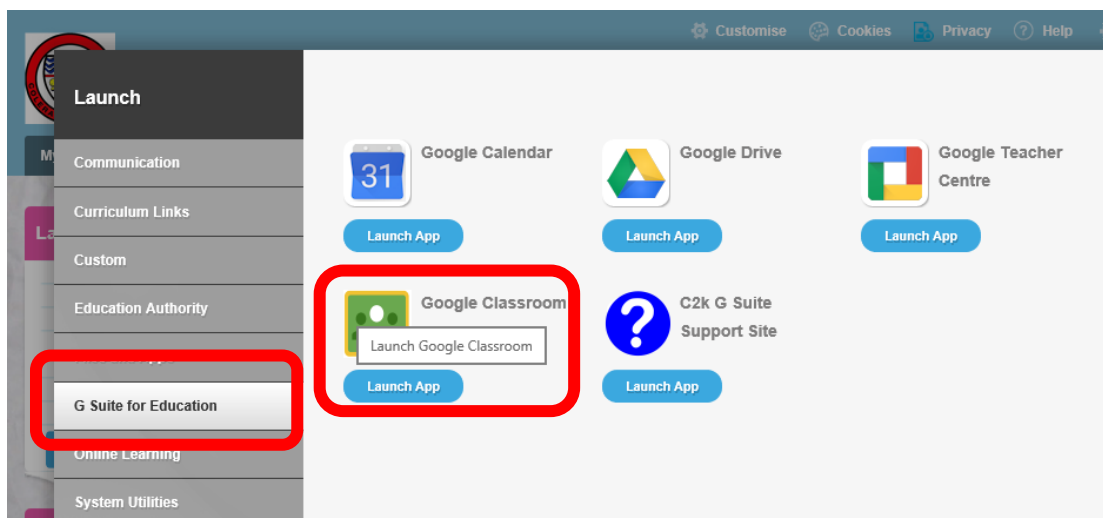 Customise Cookies Privacy ? Help
Launch
My
Communication
Google Calendar
Google Drive
Google Teacher
Centre
31
Curriculum Links
La
Launch App
Launch App
Launch App
Custom
Education Authority
Google Classroom
C2k G Suite
Support Site
?
Launch Google Classroom
Launch App
Launch App
G Suite for Education
Online Learning
System Utilities